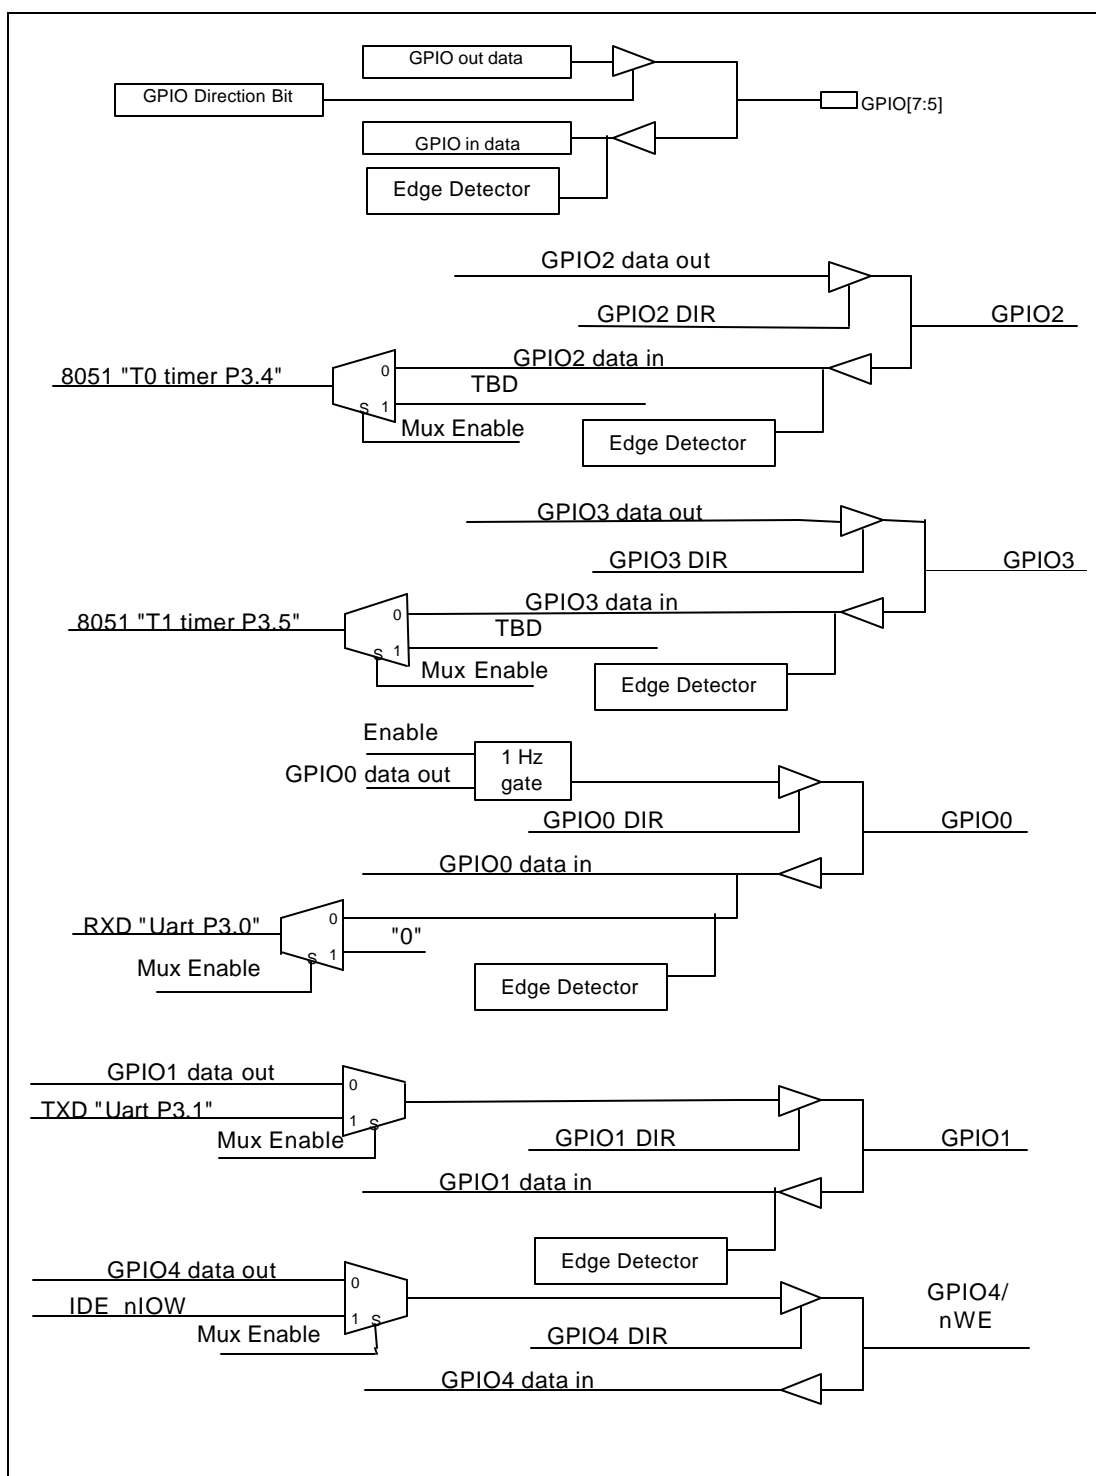 GPIO out data
GPIO Direction Bit
GPIO[7:5]
GPIO in data
Edge Detector
GPIO2 data out
GPIO2 DIR
GPIO2
GPIO2 data in
8051 "T0 timer P3.4"
0
TBD
S 1
Mux Enable
Edge Detector
GPIO3 data out
GPIO3 DIR
GPIO3
GPIO3 data in
8051 "T1 timer P3.5"
0
TBD
S 1
Mux Enable
Edge Detector
Enable
1 Hz
gate
GPIO0 data out
GPIO0 DIR
GPIO0
GPIO0 data in
RXD "Uart P3.0"
0
"0"
S 1
Mux Enable
Edge Detector
GPIO1 data out
0
TXD "Uart P3.1"
1 S
Mux Enable
GPIO1 DIR
GPIO1
GPIO1 data in
Edge Detector
GPIO4 data out
0
IDE nIOW
1 S
Mux Enable
GPIO4 DIR
GPIO4/
nWE
GPIO4 data in